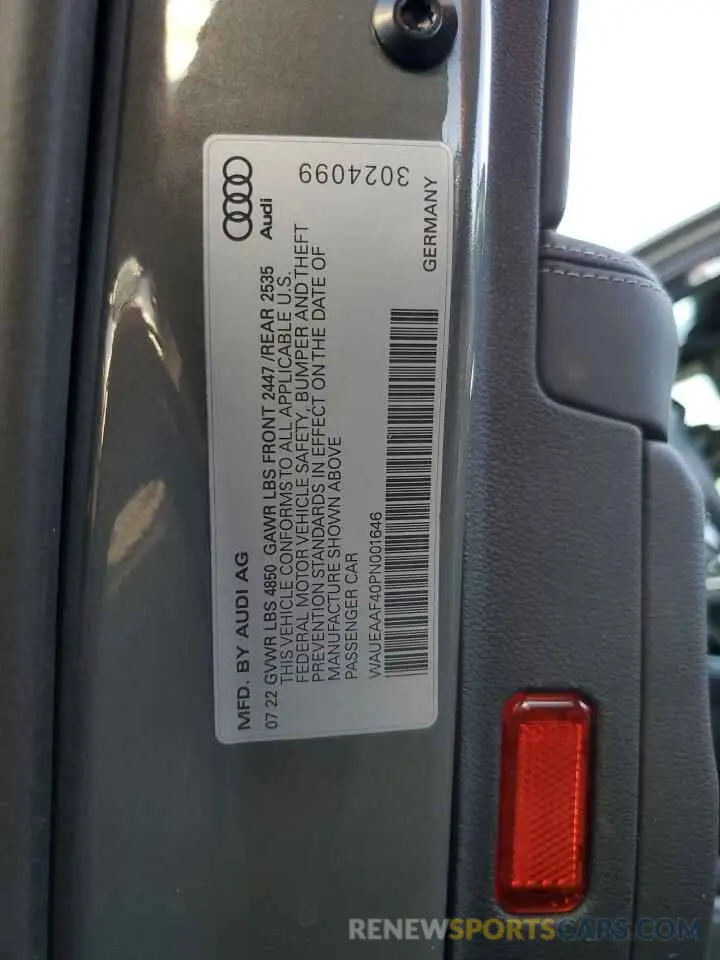 Audi
3024099
MFD. BY AUDI AG
GERMANY
07 22 GVWR LBS 4850 GAWR LBS FRONT 2447/REAR 2535
THIS VEHICLE CONFORMS TO ALL APPLICABLE U.S.
FEDERAL MOTOR VEHICLE SAFETY, BUMPER AND THEFT
PREVENTION STANDARDS IN EFFECT ON THE DATE OF
MANUFACTURE SHOWN ABOVE
PASSENGER CAR
WAUEAAF40PN001646
RENEWSPORTSCARS.COM